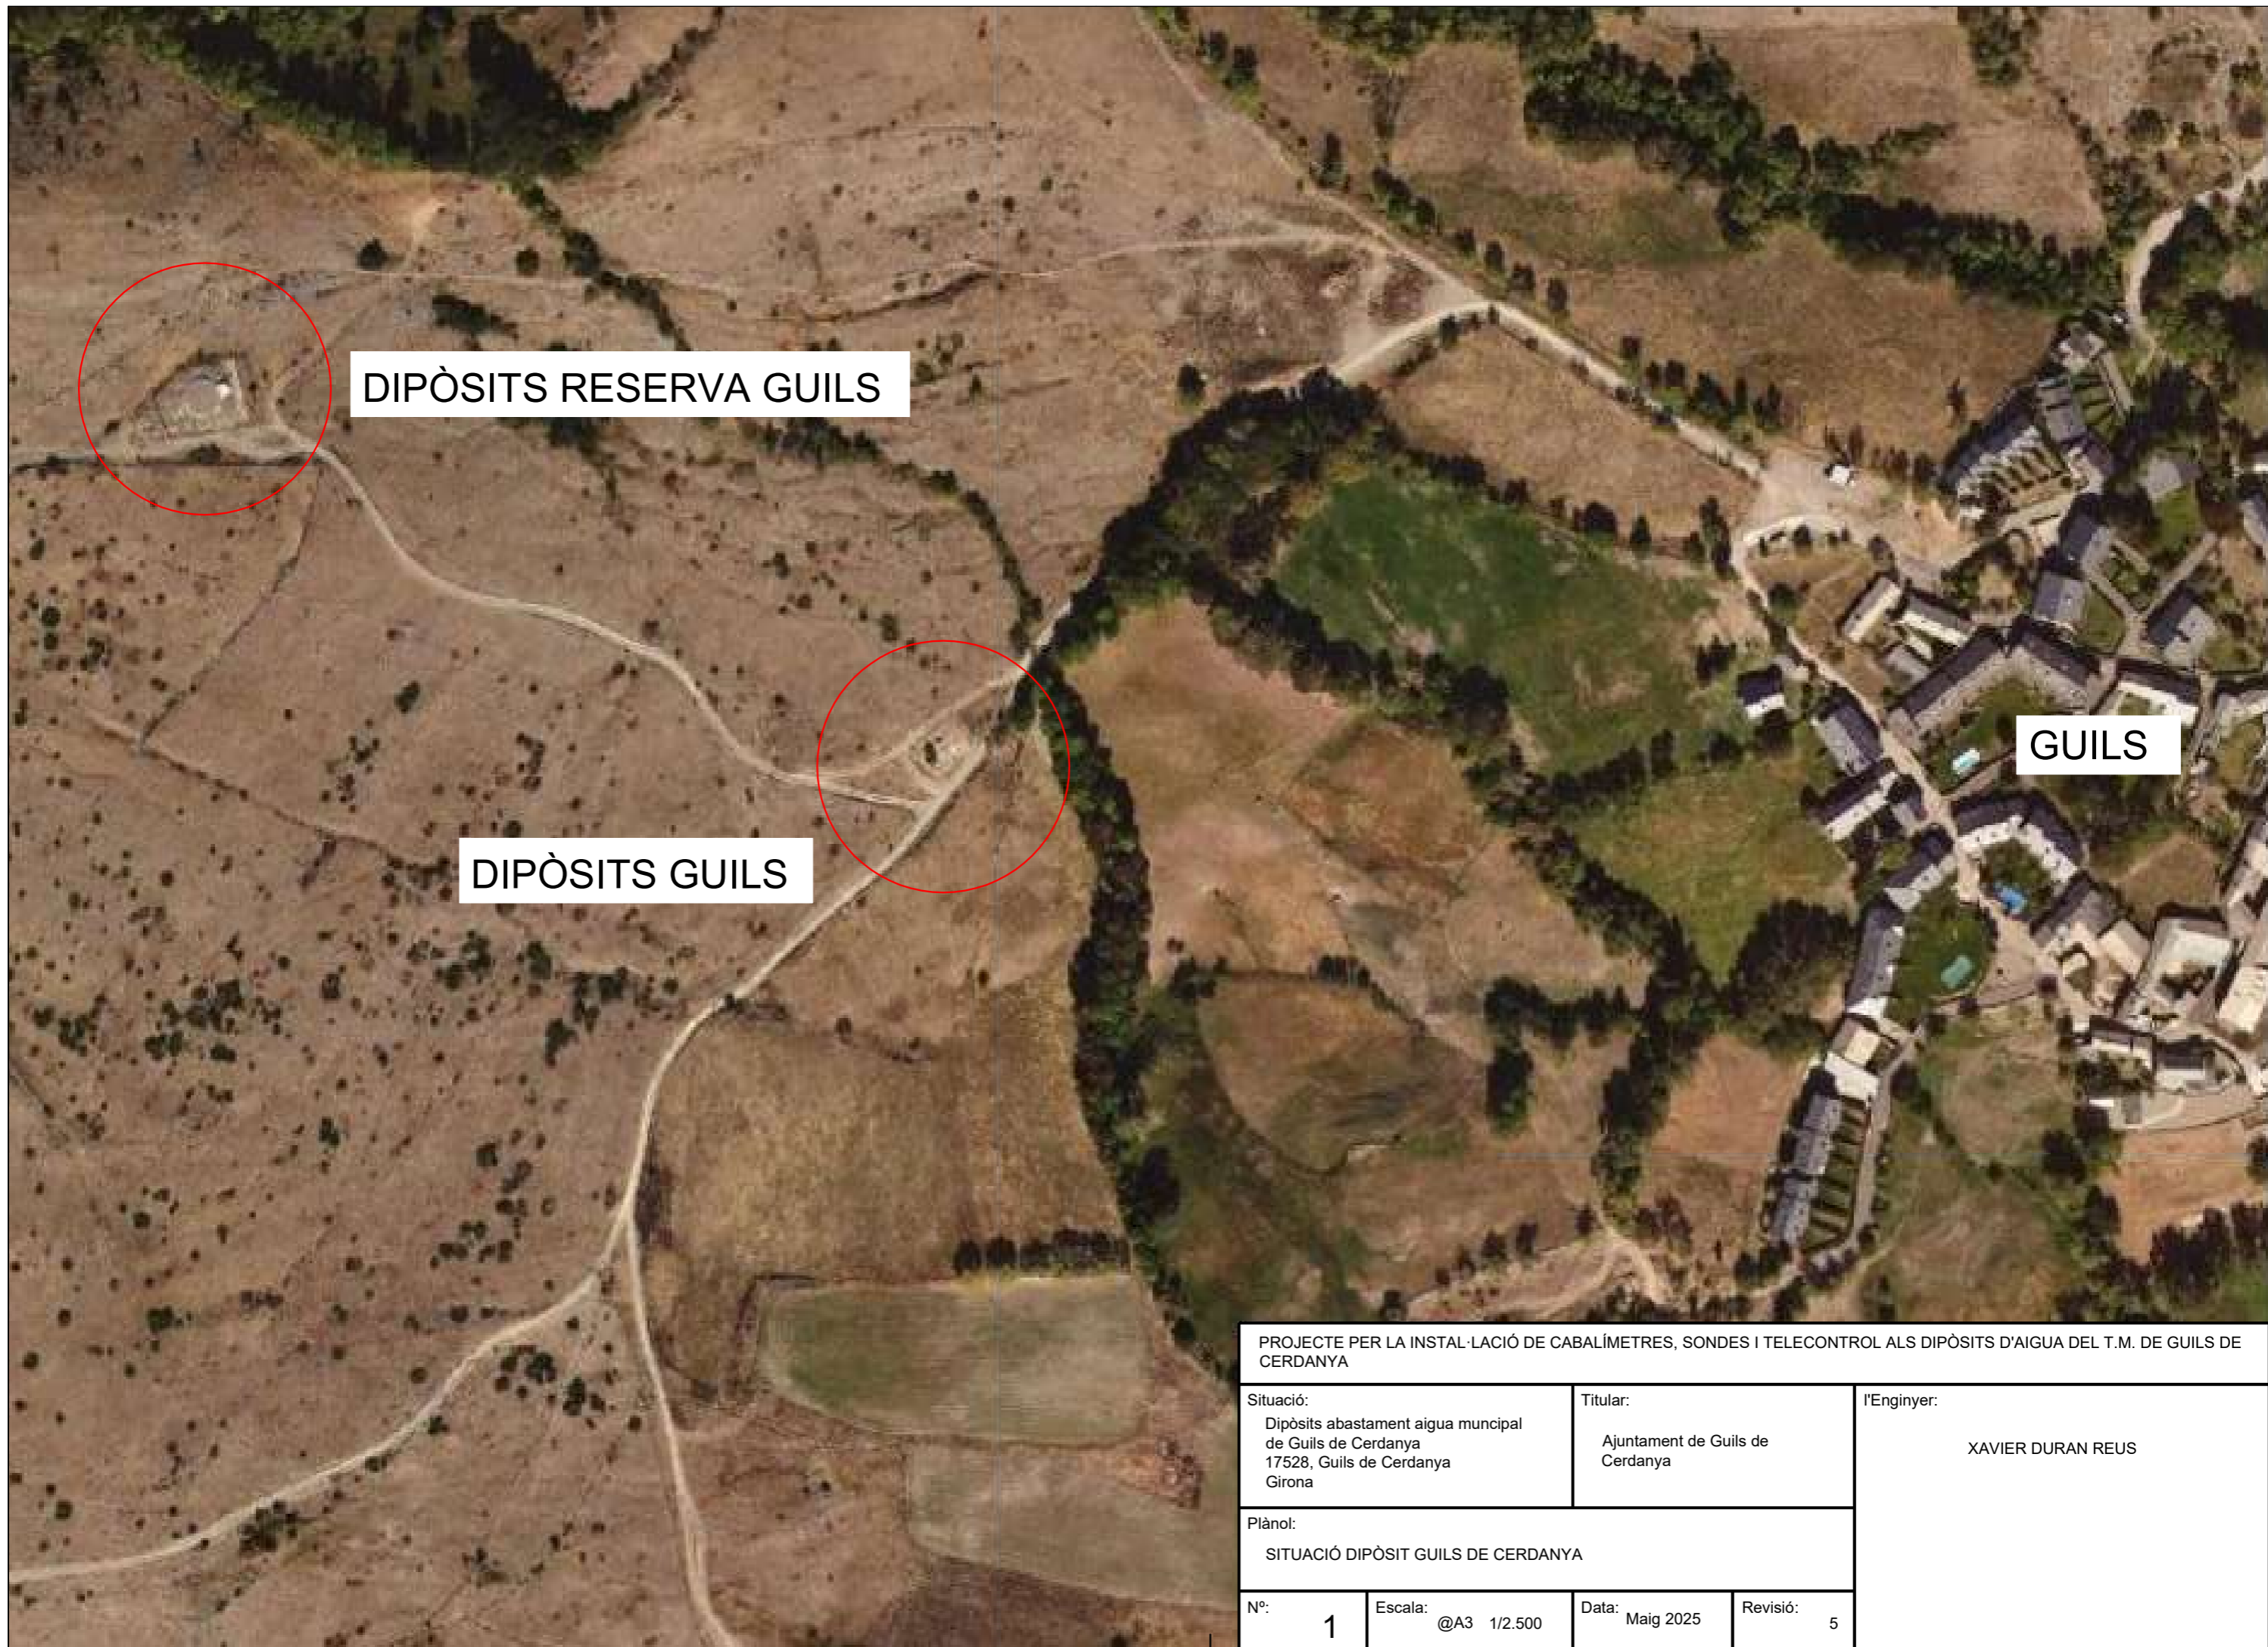 DIPÒSITS RESERVA GUILS
GUILS
DIPÒSITS GUILS
PROJECTE PER LA INSTAL·LACIÓ DE CABALÍMETRES, SONDES I TELECONTROL ALS DIPÒSITS D'AIGUA DEL T.M. DE GUILS DE
CERDANYA
Situació:
Dipòsits abastament aigua muncipal
de Guils de Cerdanya
17528, Guils de Cerdanya
Girona
Titular:
Ajuntament de Guils de
Cerdanya
l'Enginyer:
XAVIER DURAN REUS
Plànol:
SITUACIÓ DIPÒSIT GUILS DE CERDANYA
Nº:
1
Escala:
@A3 1/2.500
Data:
Maig 2025
Revisió:
5